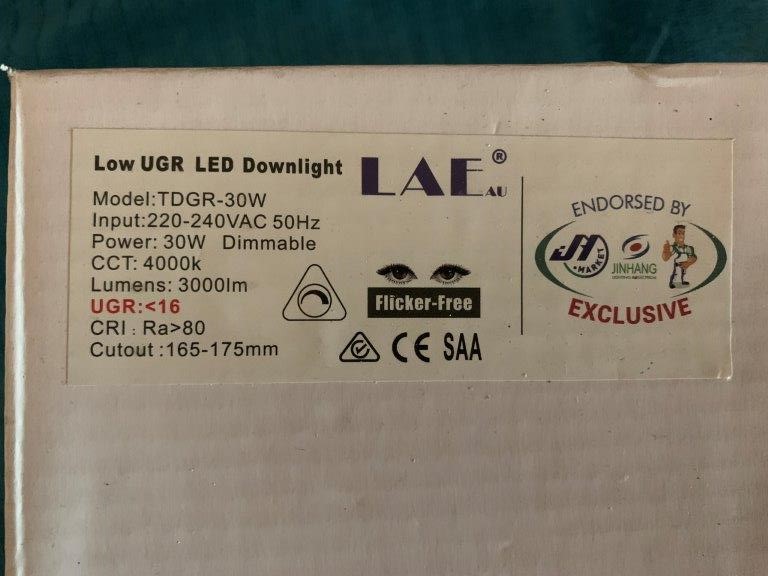 Low UGR LED Downlight
LAE AU ®
Model:TDGR-30W
Input:220-240VAC 50Hz
Power: 30W Dimmable
CCT: 4000k
Lumens: 3000lm
UGR:<16
CRI : Ra>80
Cutout :165-175mm
Flicker-Free
CE SAA
ENDORSED BY
JH
MARKET
JINHANG
EXCLUSIVE